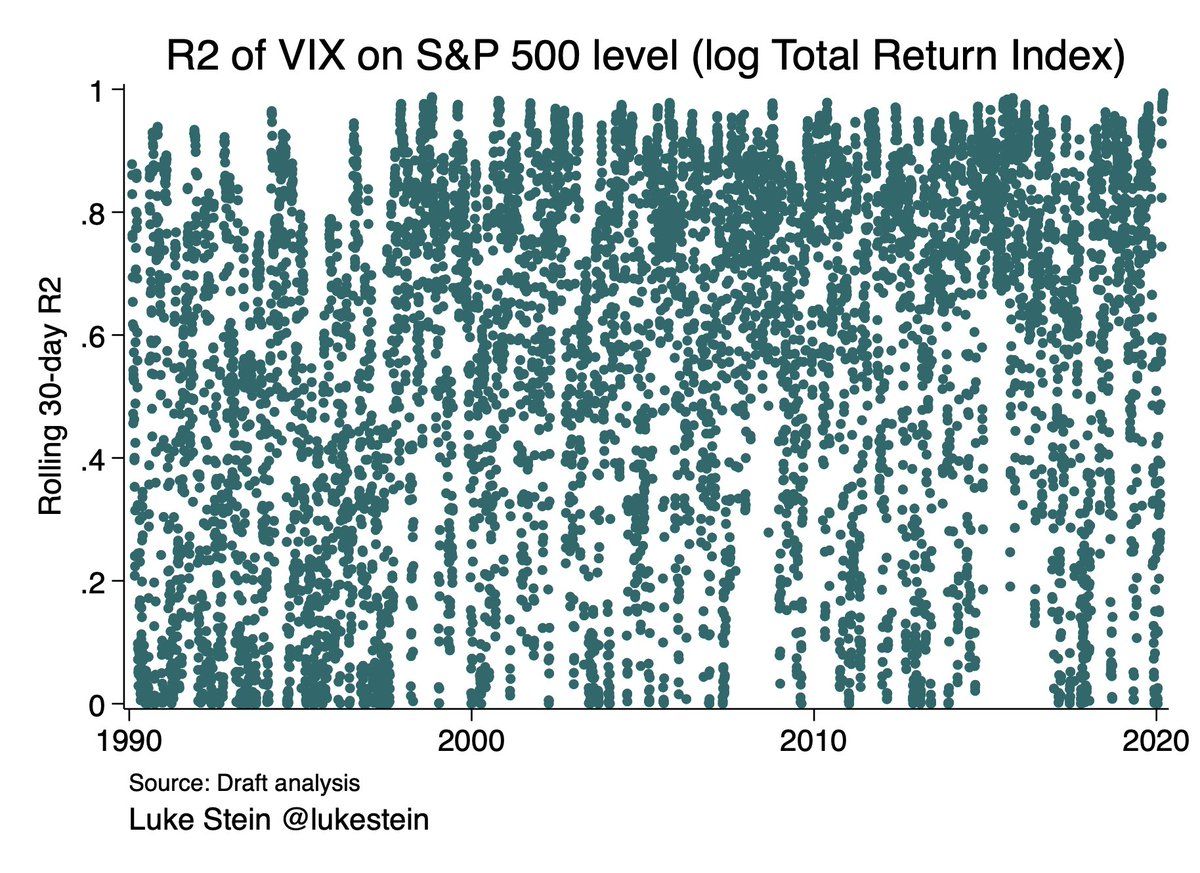 R2 of VIX on S&P 500 level (log Total Return Index)
Rolling 30-day R2
1
.8
.6
.4
.2
0
1990 2000 2010 2020
Source: Draft analysis
Luke Stein @lukestein